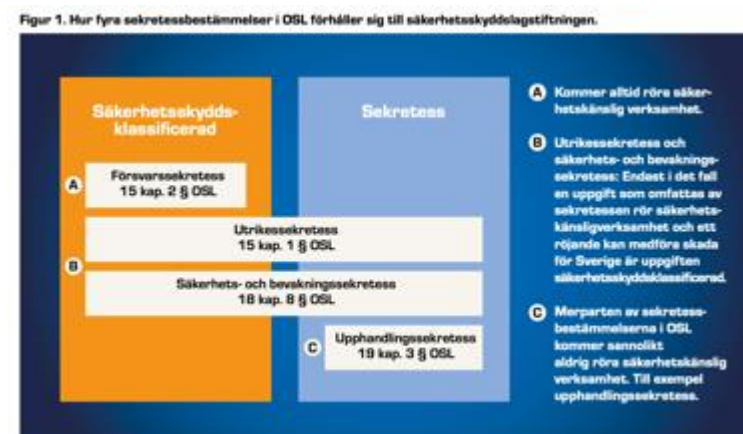 Figur 1. Hur fyra sekretessbestämmelser i OSL förhåller sig till säkerhetsskyddslagstiftningen.
Säkerhetsskydds-
klassificerad
Sekretess
A
Försvarssekretess
15 kap. 2 § OSL
Utrikessekretess
15 kap. 1 § OSL
B
Säkerhets- och bevakningssekretess
18 kap. 8 § OSL
C
Upphandlingssekretess
19 kap. 3 § OSL
A Kommer alltid röra säker-
hetskänslig verksamhet.
B Utrikessekretess och
säkerhets- och bevaknings-
sekretess: Endast i det fall
en uppgift som omfattas av
sekretessen rör säkerhets-
känsligverksamhet och ett
röjande kan medföra skada
för Sverige är uppgiften
säkerhetsskyddsklassificerad.
C Merparten av sekretess-
bestämmelserna i OSL
kommer sannolikt
aldrig röra säkerhetskänslig
verksamhet. Till exempel
upphandlingssekretess.